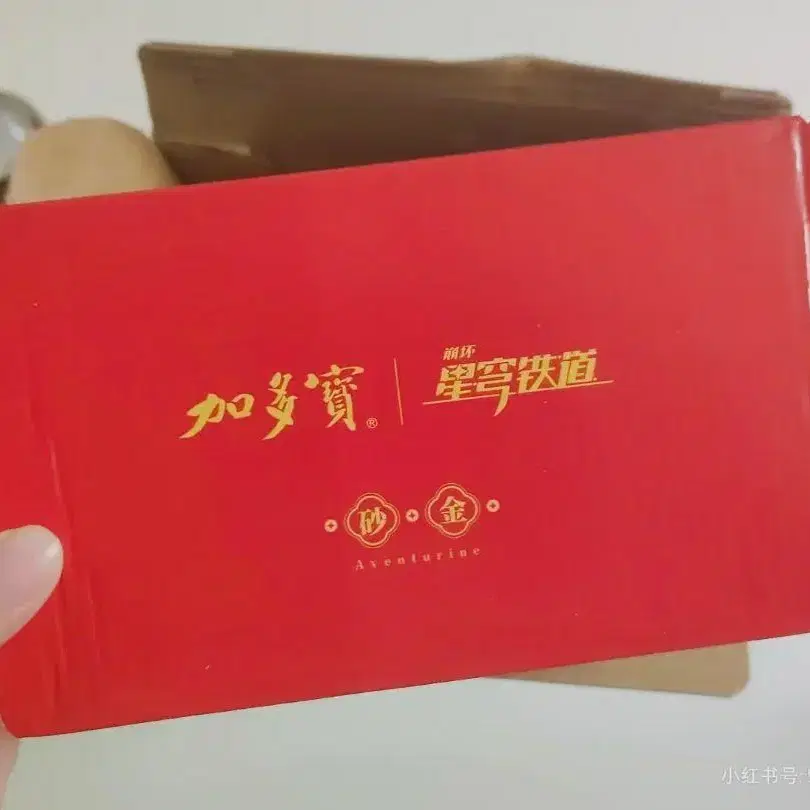 加多寶® 崩坏 星穹铁道
砂金
Aventurine
小红书号: